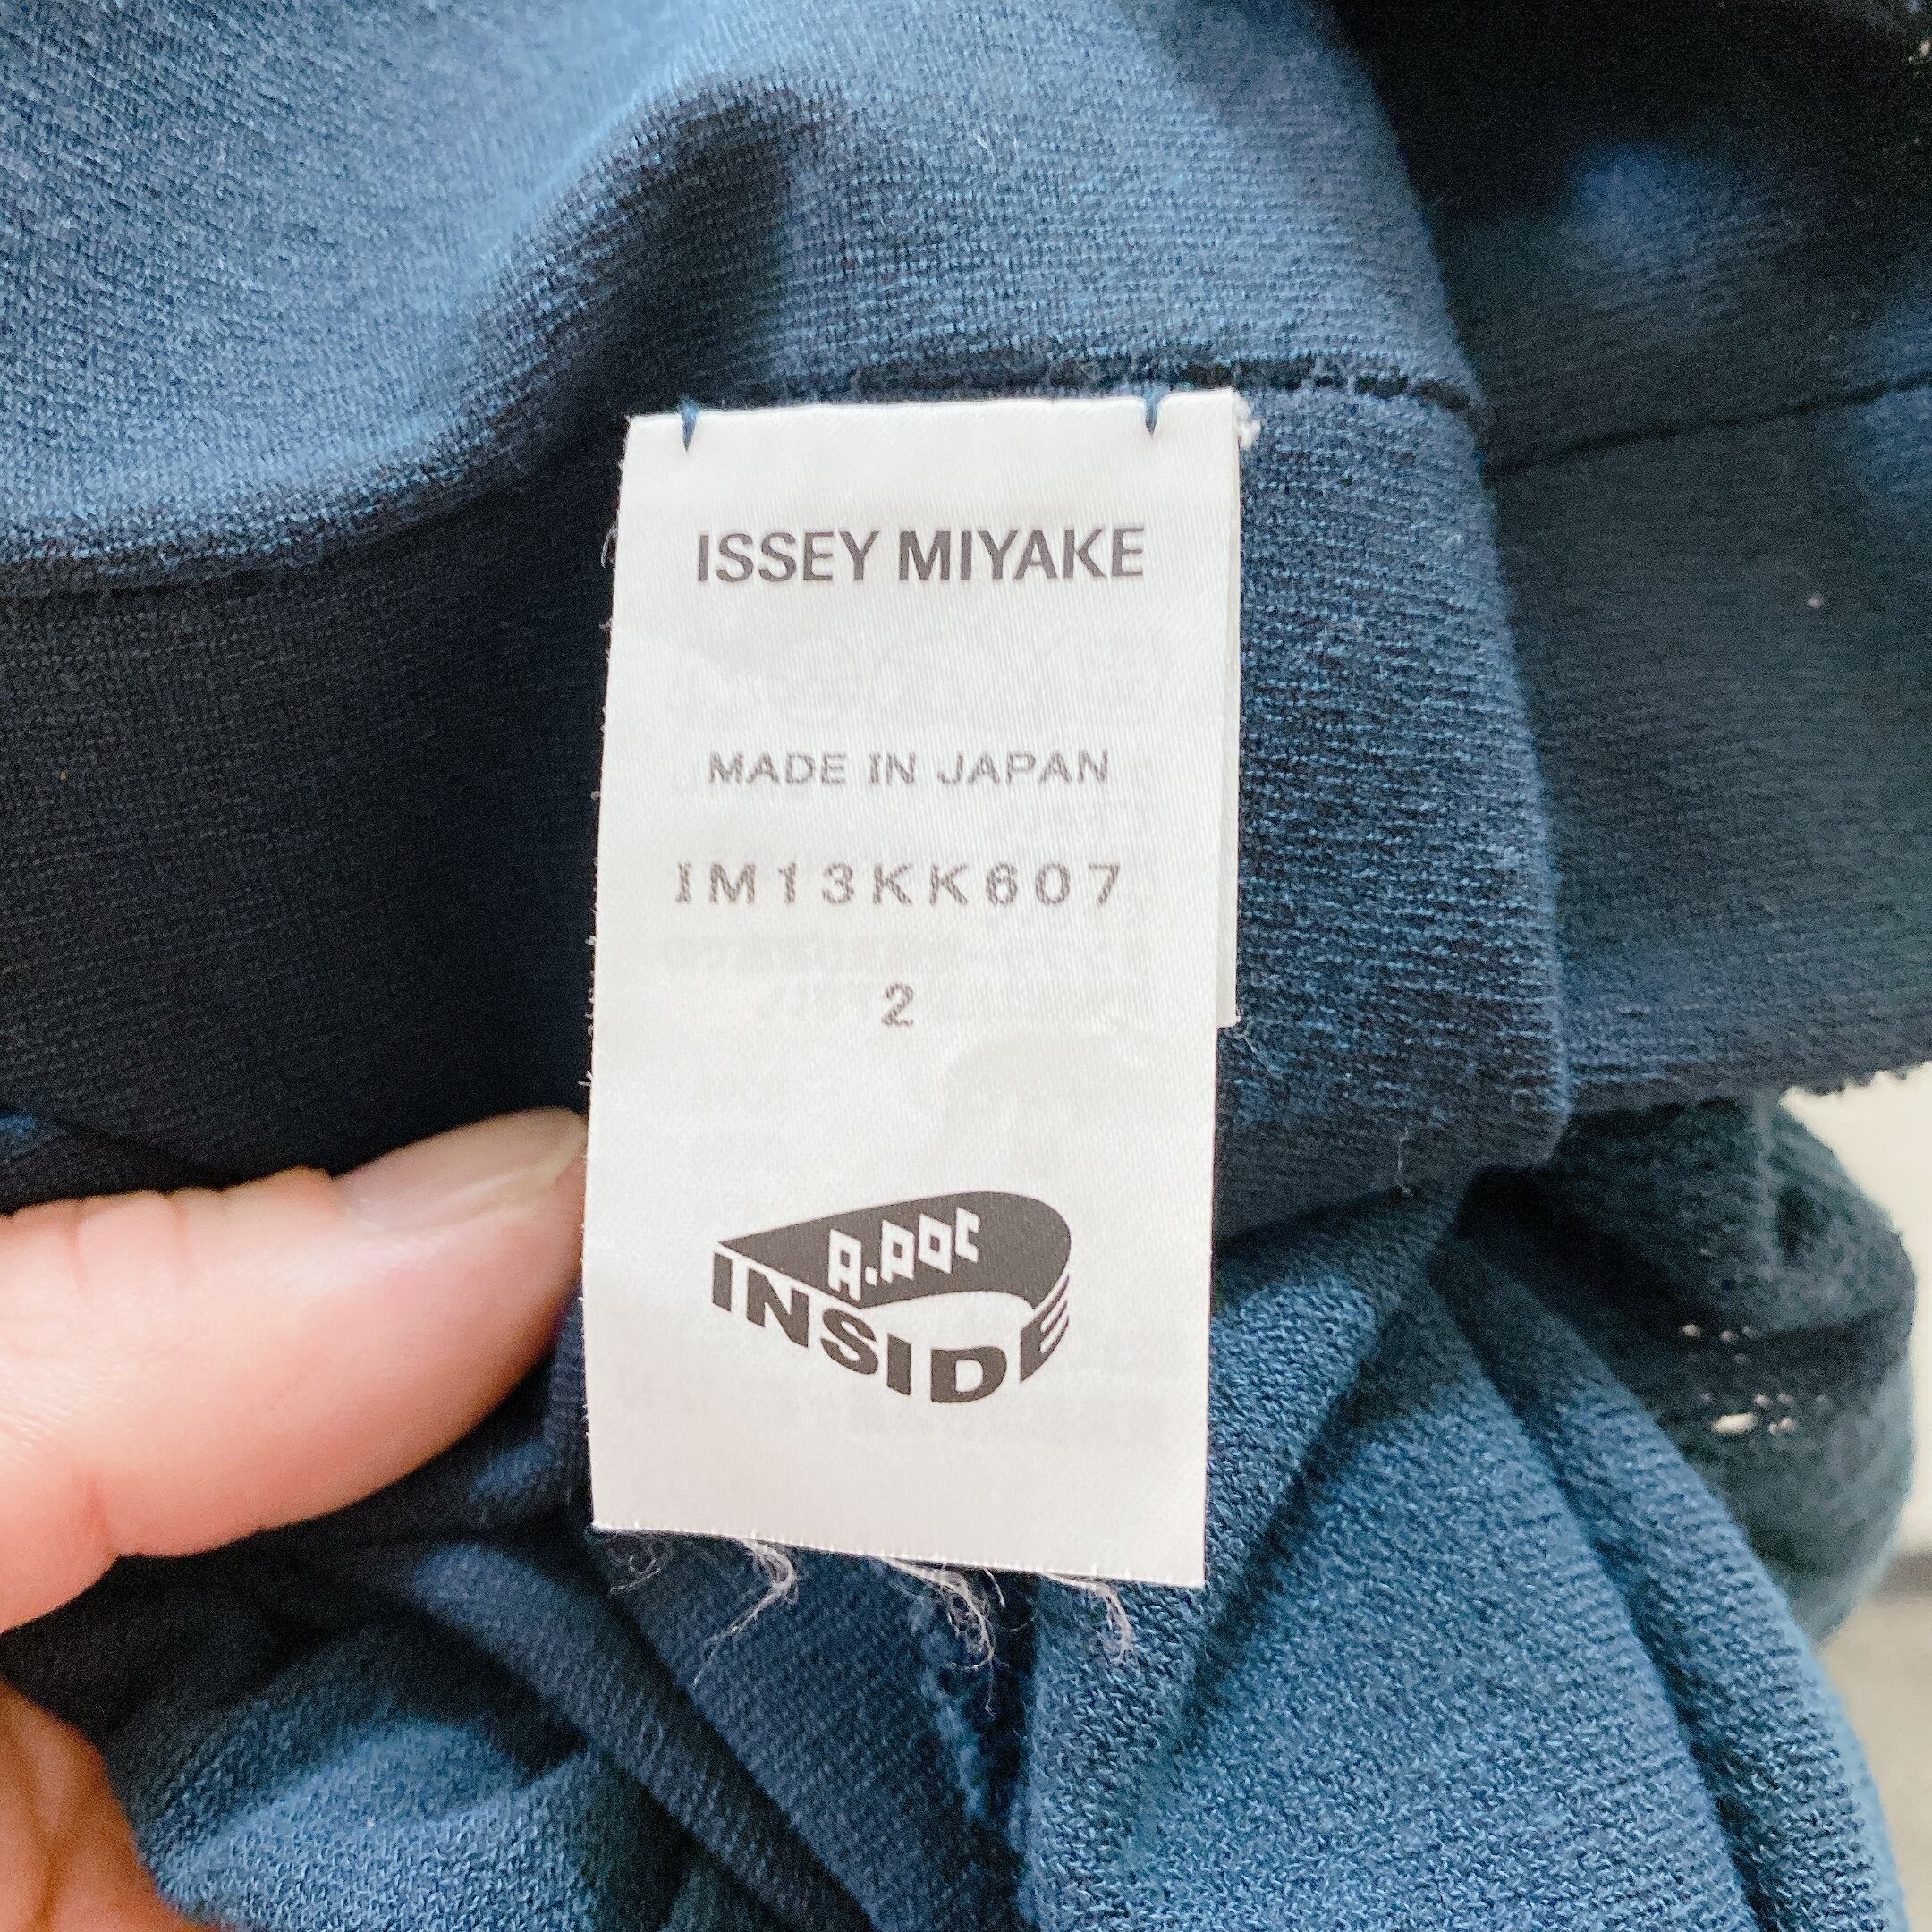 ISSEY MIYAKE
MADE IN JAPAN
IM13KK607
2
A.POC
INSIDE